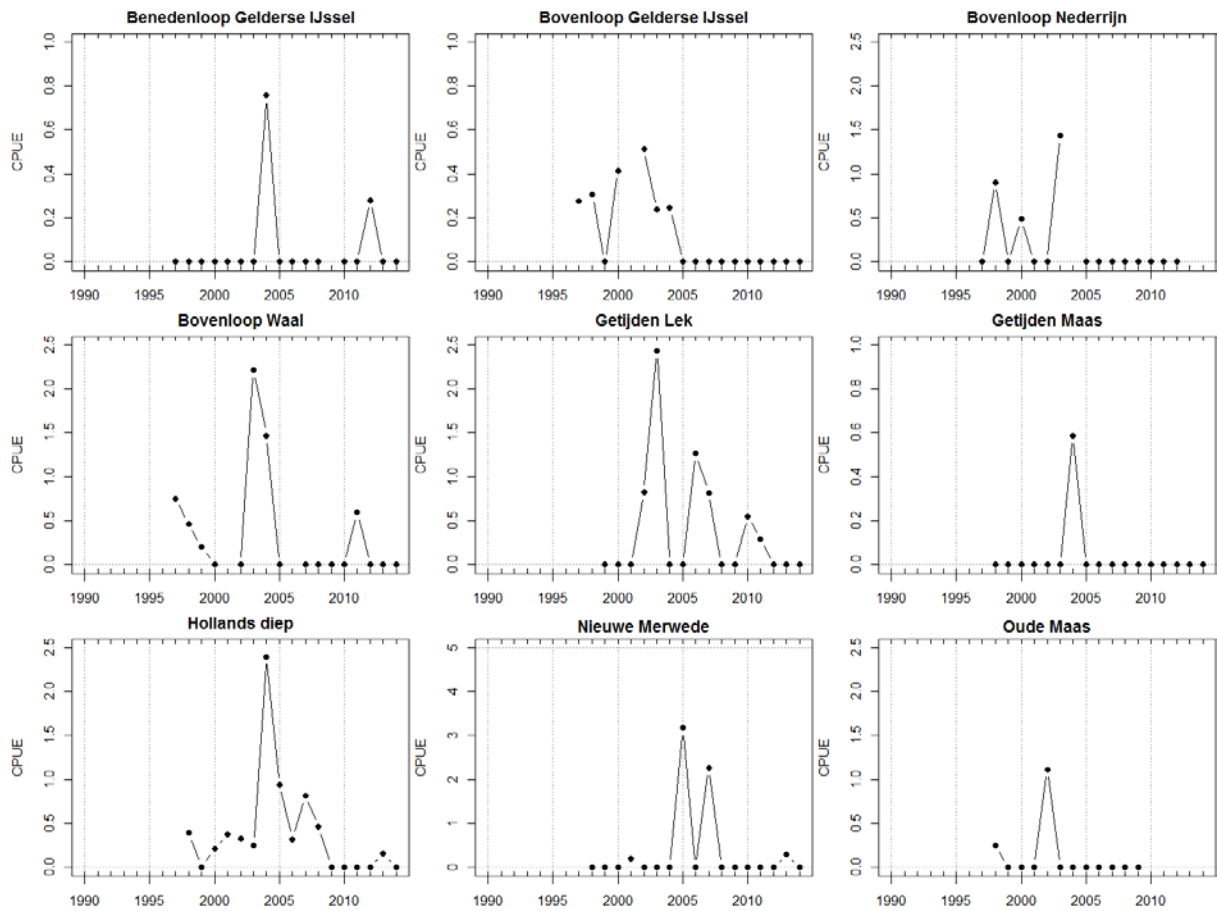 Benedenloop Gelderse IJssel
CPUE
0.0 0.2 0.4 0.6 0.8 1.0
1990 1995 2000 2005 2010
Bovenloop Gelderse IJssel
CPUE
0.0 0.2 0.4 0.6 0.8 1.0
1990 1995 2000 2005 2010
Bovenloop Nederrijn
CPUE
0.0 0.5 1.0 1.5 2.0 2.5
1990 1995 2000 2005 2010
Bovenloop Waal
CPUE
0.0 0.5 1.0 1.5 2.0 2.5
1990 1995 2000 2005 2010
Getijden Lek
CPUE
0.0 0.5 1.0 1.5 2.0 2.5
1990 1995 2000 2005 2010
Getijden Maas
CPUE
0.0 0.2 0.4 0.6 0.8 1.0
1990 1995 2000 2005 2010
Hollands diep
CPUE
0.0 0.5 1.0 1.5 2.0 2.5
1990 1995 2000 2005 2010
Nieuwe Merwede
CPUE
0 1 2 3 4 5
1990 1995 2000 2005 2010
Oude Maas
CPUE
0.0 0.5 1.0 1.5 2.0 2.5
1990 1995 2000 2005 2010